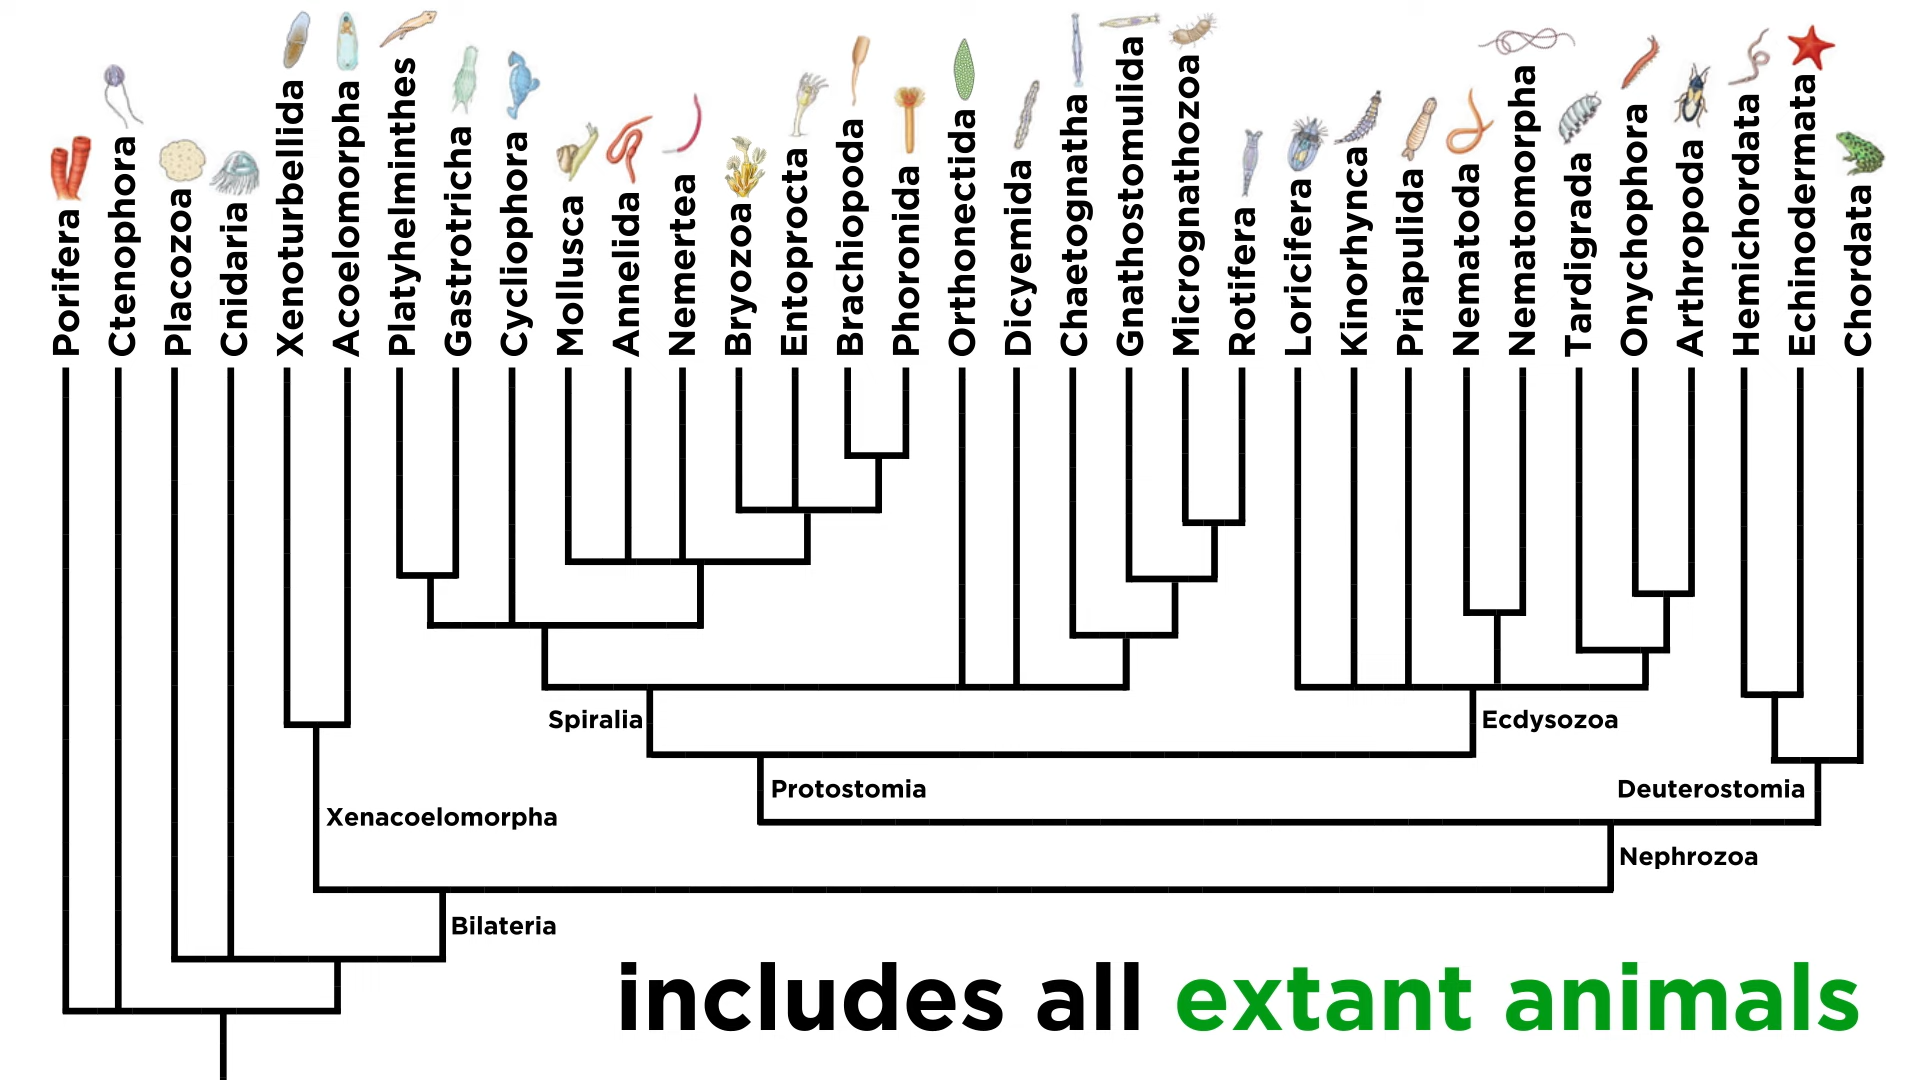 Porifera
Ctenophora
Placozoa
Cnidaria
Xenoturbellida
Acoelomorpha
Platyhelminthes
Gastrotricha
Cycliophora
Mollusca
Annelida
Nemertea
Bryozoa
Entoprocta
Brachiopoda
Phoronida
Orthonectida
Dicyemida
Chaetognatha
Gnathostomulida
Micrognathozoa
Rotifera
Loricifera
Kinorhynca
Priapulida
Nematoda
Nematomorpha
Tardigrada
Onychophora
Arthropoda
Hemichordata
Echinodermata
Chordata
Spiralia
Ecdysozoa
Protostomia
Deuterostomia
Xenacoelomorpha
Nephrozoa
Bilateria
includes all extant animals